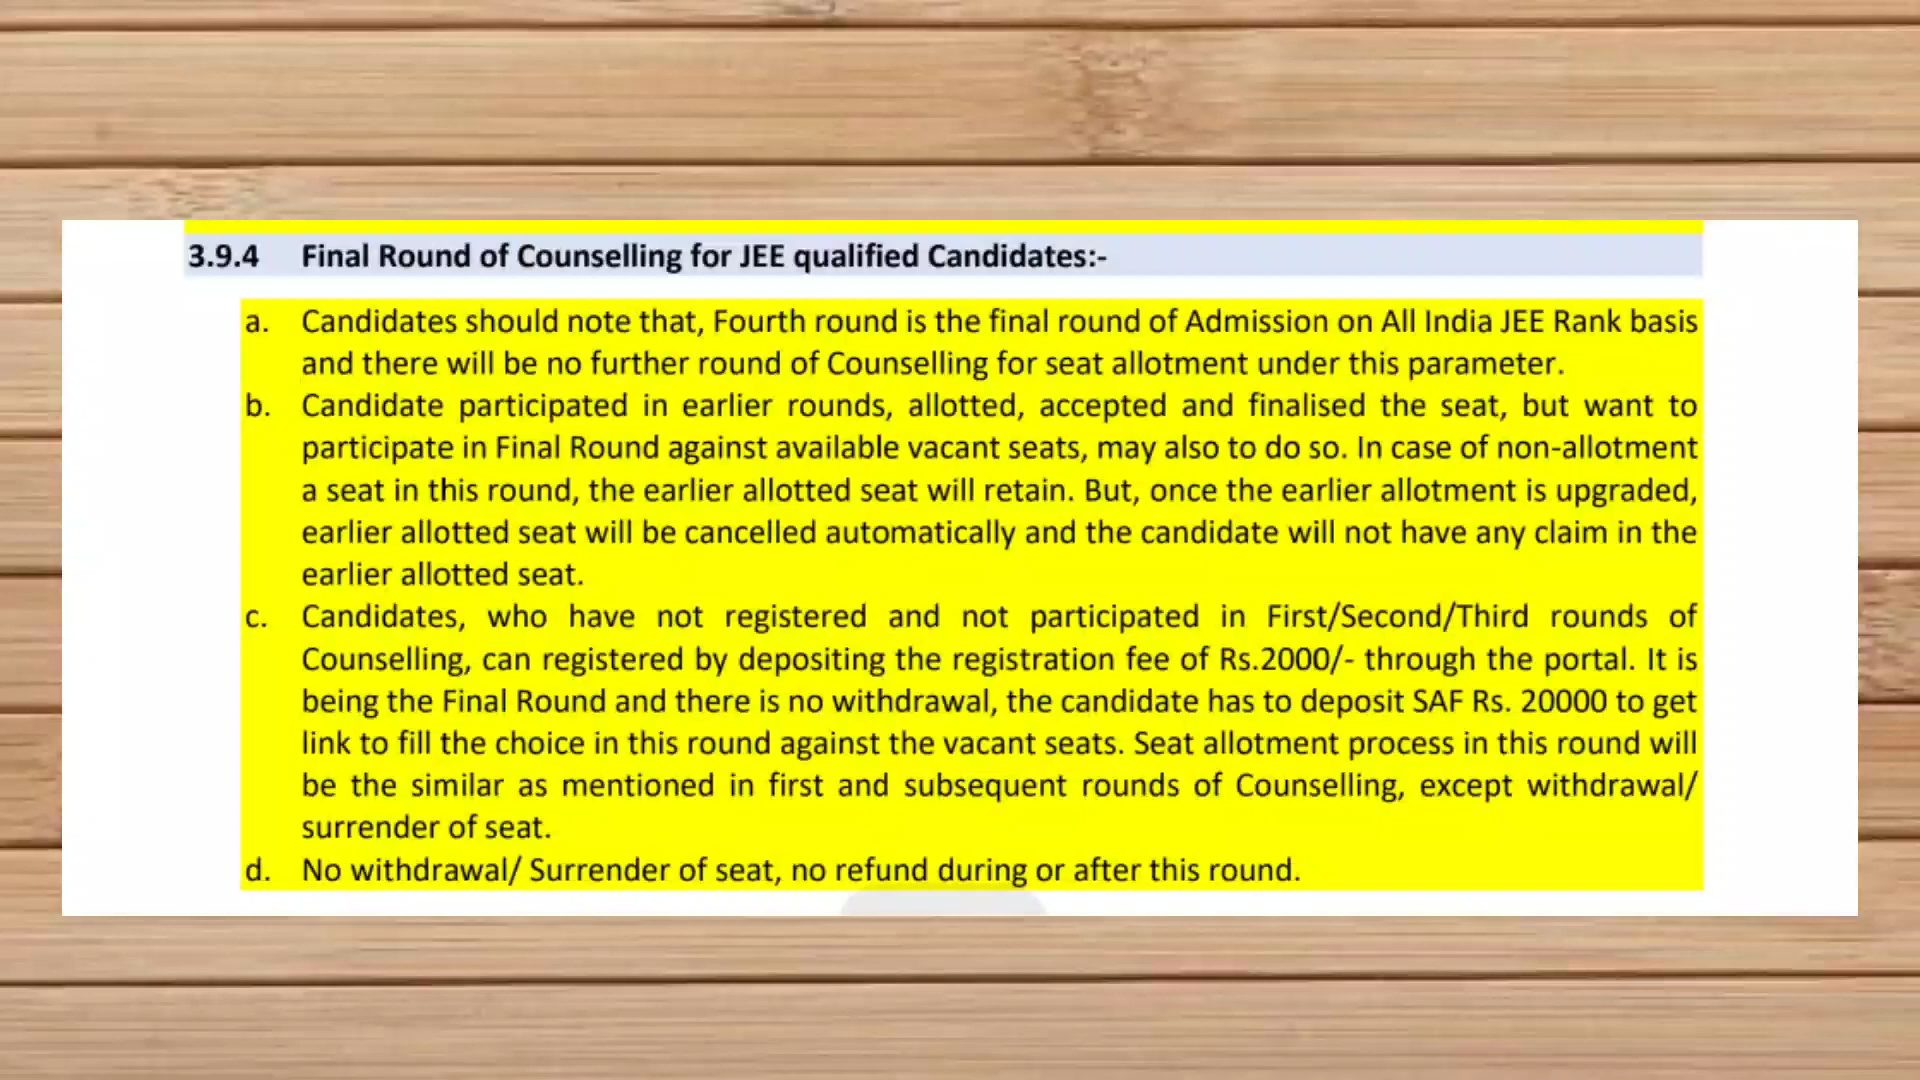 3.9.4 Final Round of Counselling for JEE qualified Candidates:-
a. Candidates should note that, Fourth round is the final round of Admission on All India JEE Rank basis
and there will be no further round of Counselling for seat allotment under this parameter.
b. Candidate participated in earlier rounds, allotted, accepted and finalised the seat, but want to
participate in Final Round against available vacant seats, may also to do so. In case of non-allotment
a seat in this round, the earlier allotted seat will retain. But, once the earlier allotment is upgraded,
earlier allotted seat will be cancelled automatically and the candidate will not have any claim in the
earlier allotted seat.
c. Candidates, who have not registered and not participated in First/Second/Third rounds of
Counselling, can registered by depositing the registration fee of Rs.2000/- through the portal. It is
being the Final Round and there is no withdrawal, the candidate has to deposit SAF Rs. 20000 to get
link to fill the choice in this round against the vacant seats. Seat allotment process in this round will
be the similar as mentioned in first and subsequent rounds of Counselling, except withdrawal/
surrender of seat.
d. No withdrawal/ Surrender of seat, no refund during or after this round.